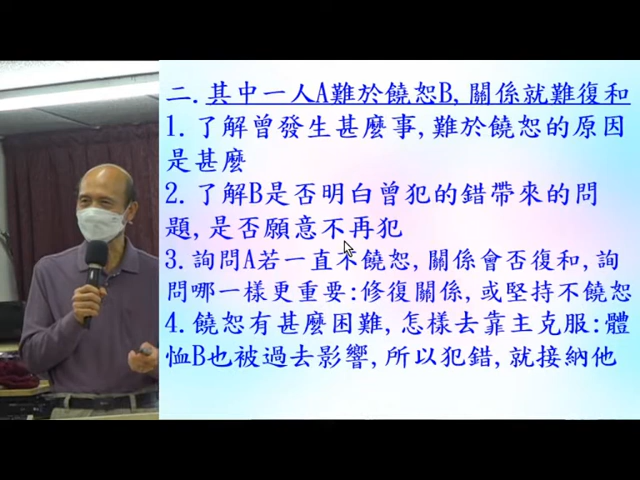 二.其中一人A難於饒恕B,關係就難復和
1.了解曾發生甚麼事,難於饒恕的原因
是甚麼
2.了解B是否明白曾犯的錯帶來的問
題,是否願意不再犯
3.詢問A若一直不饒恕,關係會否復和,詢
問哪一樣更重要:修復關係,或堅持不饒恕
4.饒恕有甚麼困難,怎樣去靠主克服:體
恤B也被過去影響,所以犯錯,就接納他